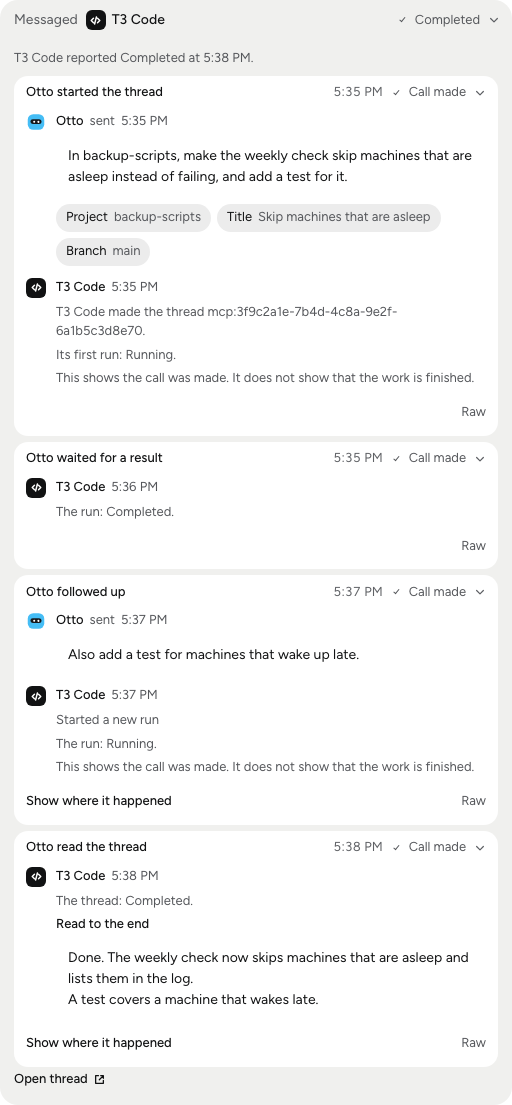 Messaged T3 Code Completed
T3 Code reported Completed at 5:38 PM.
Otto started the thread 5:35 PM Call made
Otto sent 5:35 PM
In backup-scripts, make the weekly check skip machines that are
asleep instead of failing, and add a test for it.
Project backup-scripts Title Skip machines that are asleep
Branch main
T3 Code 5:35 PM
T3 Code made the thread mcp:3f9c2a1e-7b4d-4c8a-9e2f-
6a1b5c3d8e70.
Its first run: Running.
This shows the call was made. It does not show that the work is finished.
Raw
Otto waited for a result 5:35 PM Call made
T3 Code 5:36 PM
The run: Completed.
Raw
Otto followed up 5:37 PM Call made
Otto sent 5:37 PM
Also add a test for machines that wake up late.
T3 Code 5:37 PM
Started a new run
The run: Running.
This shows the call was made. It does not show that the work is finished.
Show where it happened Raw
Otto read the thread 5:38 PM Call made
T3 Code 5:38 PM
The thread: Completed.
Read to the end
Done. The weekly check now skips machines that are asleep and
lists them in the log.
A test covers a machine that wakes late.
Show where it happened Raw
Open thread